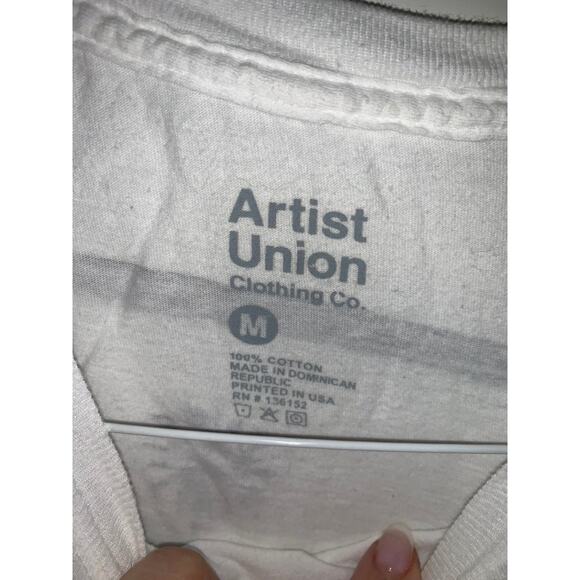 Artist
Union
Clothing Co.
M
100% COTTON
MADE IN DOMINICAN
REPUBLIC
PRINTED IN USA
RN # 136152